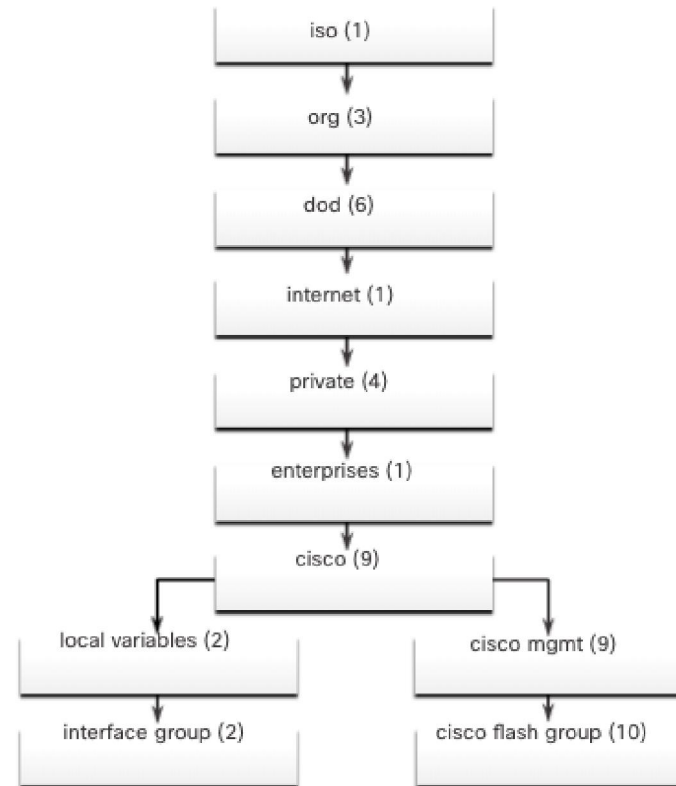 iso (1)
org (3)
dod (6)
internet (1)
private (4)
enterprises (1)
cisco (9)
local variables (2)
cisco mgmt (9)
interface group (2)
cisco flash group (10)